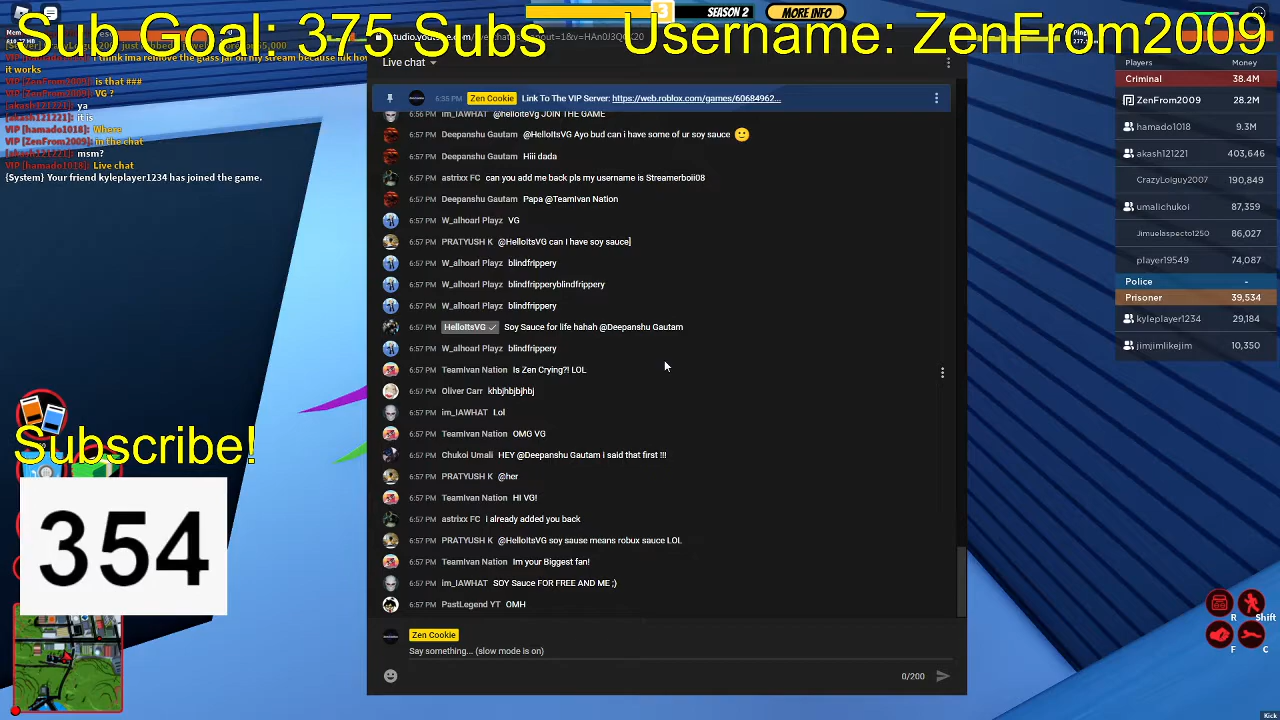 Sub Goal: 375 Subs
Username: ZenFrom2009
3
SEASON 2
MORE INFO
Live chat
it works
VIP [ZenFrom2009]: is that ###
VIP [ZenFrom2009]: VG ?
[akash121221]: ya
[akash121221]: it is
VIP [hamado1018]: Where
VIP [ZenFrom2009]: in the chat
[akash121221]: msm?
VIP [hamado1018]: Live chat
{System} Your friend kyleplayer1234 has joined the game.
6:35 PM Zen Cookie Link To The VIP Server: https://web.roblox.com/games/60684962...
6:56 PM im_IAWHAT @helloiteVg JOIN THE GAME
6:57 PM Deepanshu Gautam @HelloItsVG Ayo bud can i have some of ur soy sauce
6:57 PM Deepanshu Gautam Hiii dada
6:57 PM astrixx FC can you add me back pls my username is Streamerboii08
6:57 PM Deepanshu Gautam Papa @TeamIvan Nation
6:57 PM W_alhoarl Playz VG
6:57 PM PRATYUSH K @HelloItsVG can I have soy sauce]
6:57 PM W_alhoarl Playz blindfrippery
6:57 PM W_alhoarl Playz blindfripperyblindfrippery
6:57 PM W_alhoarl Playz blindfrippery
6:57 PM HelloItsVG Soy Sauce for life hahah @Deepanshu Gautam
6:57 PM W_alhoarl Playz blindfrippery
6:57 PM TeamIvan Nation Is Zen Crying?! LOL
6:57 PM Oliver Carr khbjhbjbjhbj
6:57 PM im_IAWHAT Lol
6:57 PM TeamIvan Nation OMG VG
6:57 PM Chukoi Umali HEY @Deepanshu Gautam i said that first !!!
6:57 PM PRATYUSH K @her
6:57 PM TeamIvan Nation HI VG!
6:57 PM astrixx FC i already added you back
6:57 PM PRATYUSH K @HelloItsVG soy sause means robux sauce LOL
6:57 PM TeamIvan Nation Im your Biggest fan!
6:57 PM im_IAWHAT SOY Sauce FOR FREE AND ME ;)
6:57 PM PastLegend YT OMH
Zen Cookie
Say something... (slow mode is on)
0/200
Players Money
Criminal 38.4M
ZenFrom2009 28.2M
hamado1018 9.3M
akash121221 403,646
CrazyLolguy2007 190,849
umalichukoi 87,359
Jimuelaspecto1250 86,027
player19549 74,087
Police -
Prisoner 39,534
kyleplayer1234 29,184
jimjimlikejim 10,350
Subscribe!
354
R
Shift
F
C
Kick